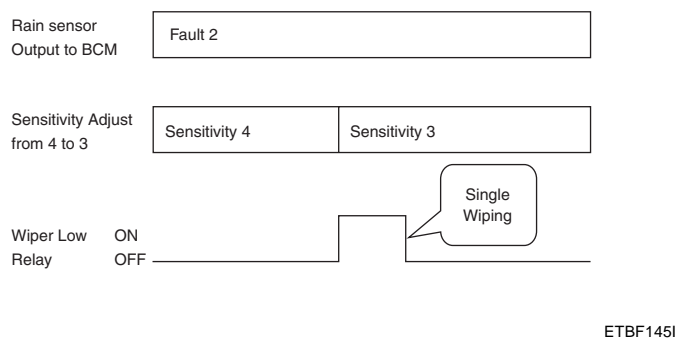 Rain sensor
Output to BCM
Fault 2
Sensitivity Adjust
from 4 to 3
Sensitivity 4
Sensitivity 3
Single
Wiping
Wiper Low ON
Relay OFF
ETBF145I